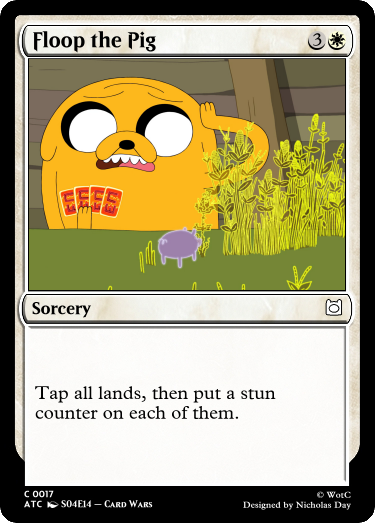 Floop the Pig 3
Sorcery
Tap all lands, then put a stun
counter on each of them.
C 0017
ATC S04E14 – Card Wars
© WotC
Designed by Nicholas Day